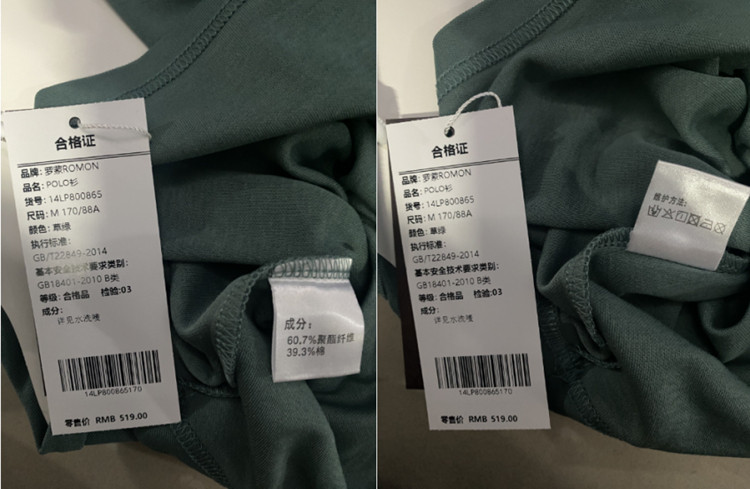 合格证
品牌: 罗蒙ROMON
品名: POLO衫
货号: 14LP80086S
尺码: M 170/88A
颜色: 草绿
执行标准:
GB/T22849-2014
基本安全技术要求类别:
GB18401-2010 B类
等级: 合格品 检验:03
成分:
详见水洗唛
14LP800865170
零售价 RMB 519.00
成分:
60.7%聚酯纤维
39.3%棉
合格证
品牌: 罗蒙ROMON
品名: POLO衫
货号: 14LP80086S
尺码: M 170/88A
颜色: 草绿
执行标准:
GB/T22849-2014
基本安全技术要求类别:
GB18401-2010 B类
等级: 合格品 检验:03
成分:
详见水洗唛
14LP800865170
零售价 RMB 519.00
维护方法: